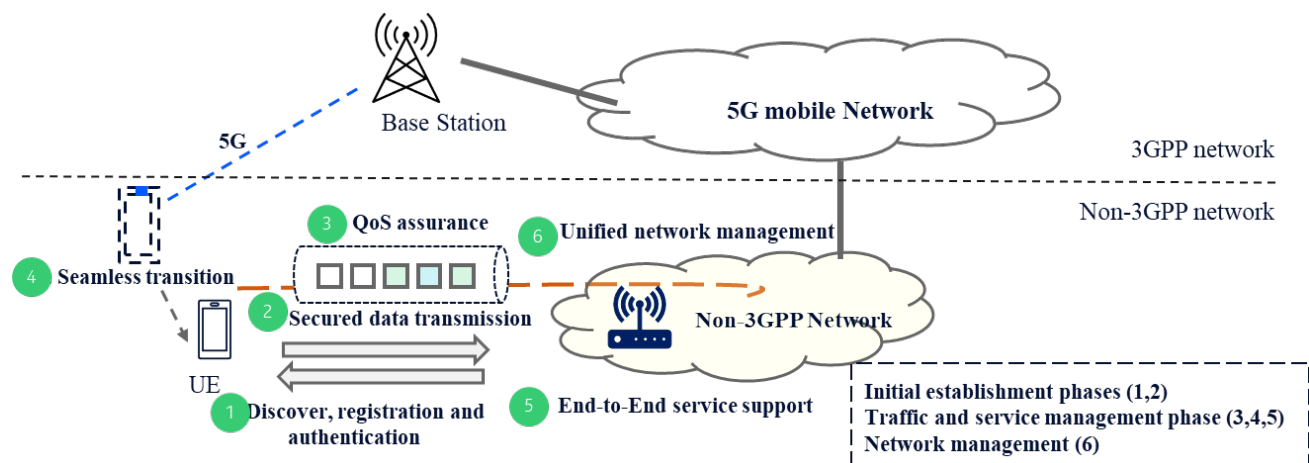 Base Station
5G mobile Network
5G
3GPP network
Non-3GPP network
3 QoS assurance
6 Unified network management
4 Seamless transition
2 Secured data transmission
Non-3GPP Network
UE
1 Discover, registration and
authentication
5 End-to-End service support
Initial establishment phases (1,2)
Traffic and service management phase (3,4,5)
Network management (6)